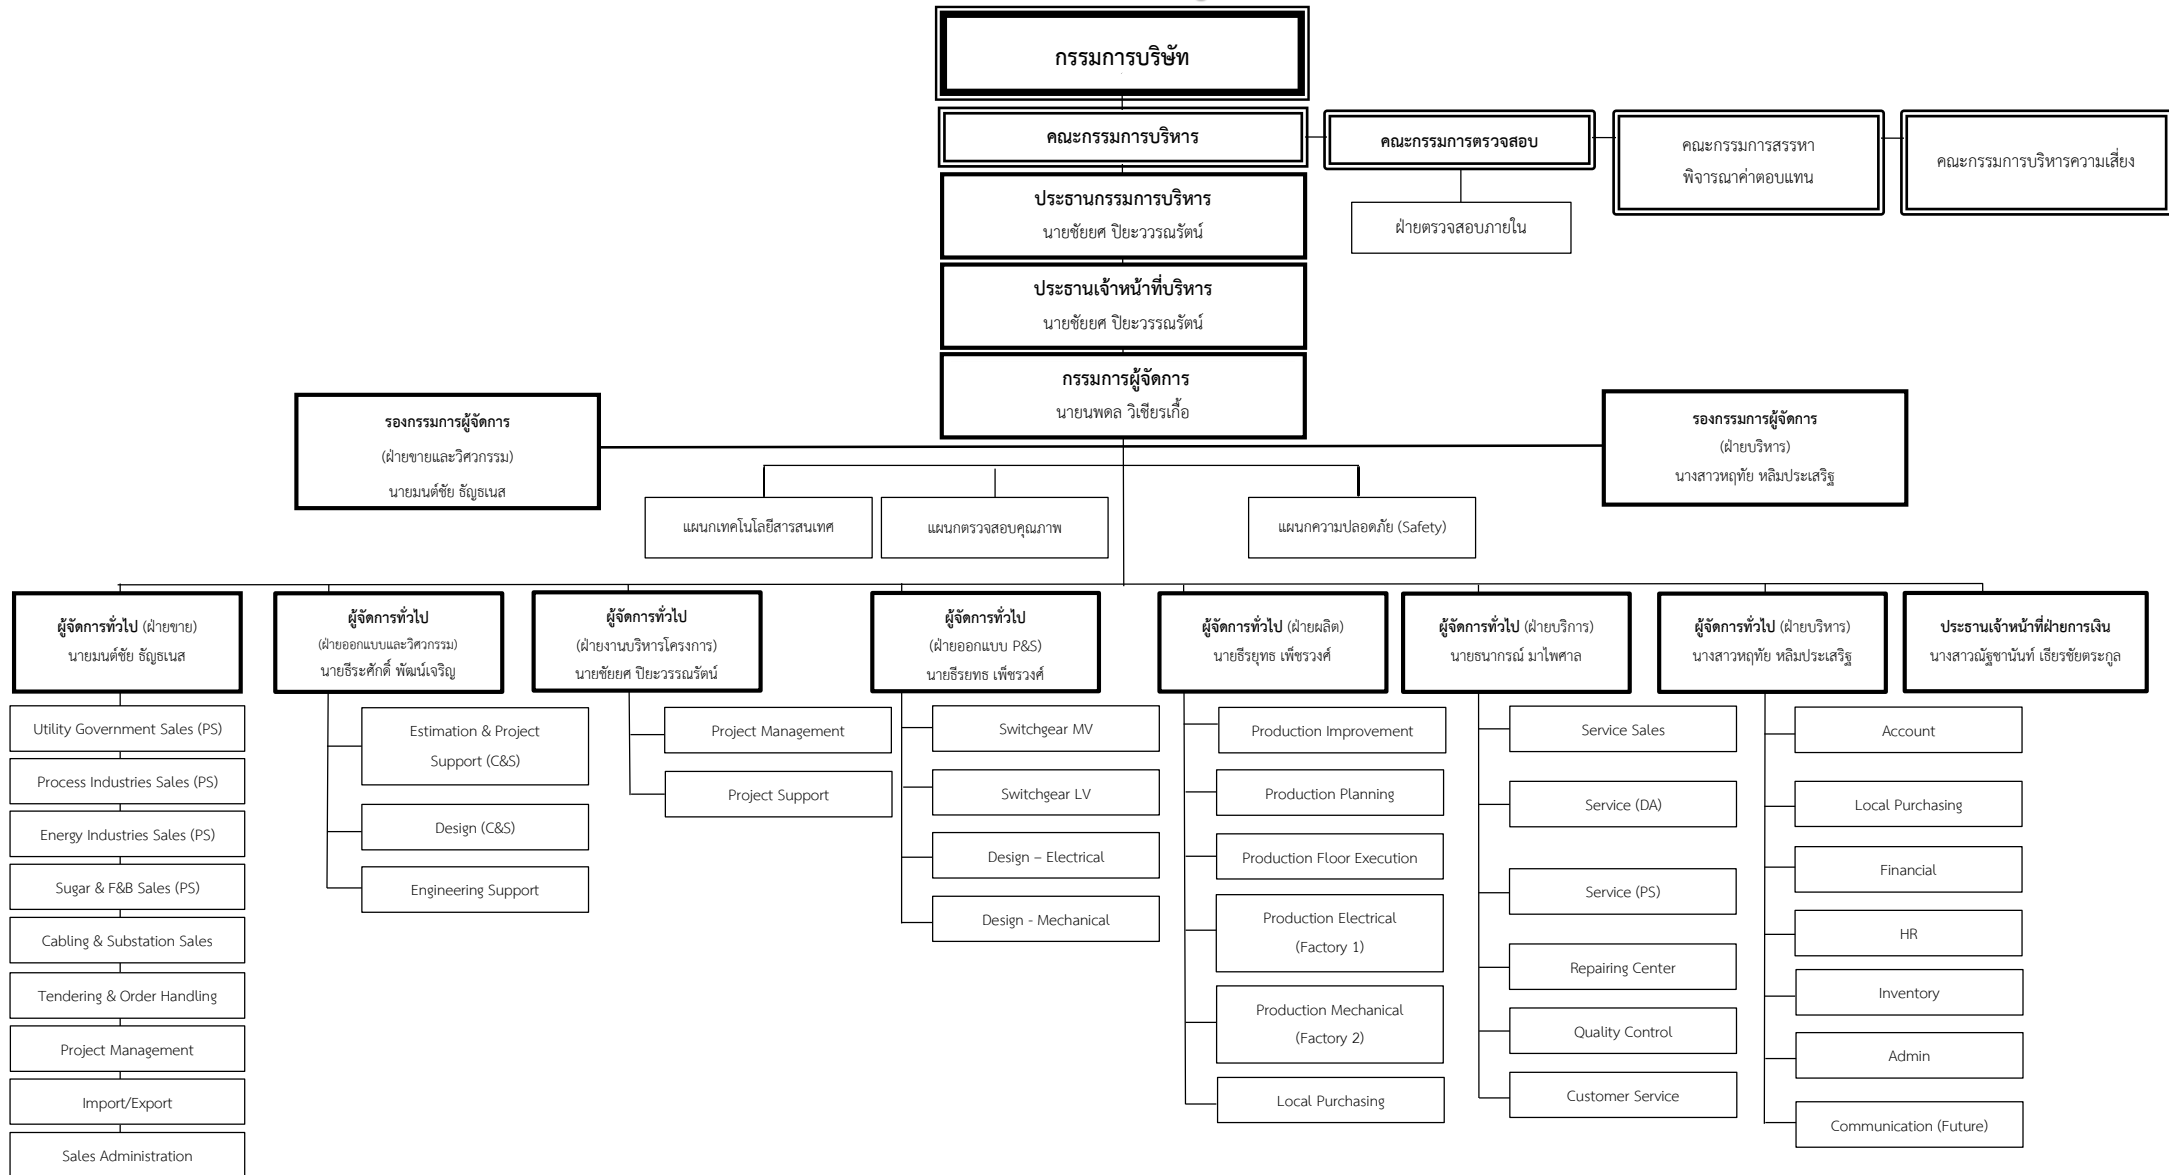 กรรมการบริษัท
คณะกรรมการบริหาร
คณะกรรมการตรวจสอบ
คณะกรรมการสรรหา
พิจารณาค่าตอบแทน
คณะกรรมการบริหารความเสี่ยง
ฝ่ายตรวจสอบภายใน
ประธานกรรมการบริหาร
นายชัยยศ ปิยะววรณรัตน์
ประธานเจ้าหน้าที่บริหาร
นายชัยยศ ปิยะวรรณรัตน์
กรรมการผู้จัดการ
นายนพดล วิเชียรเกื้อ
รองกรรมการผู้จัดการ
(ฝ่ายขายและวิศวกรรม)
นายมนต์ชัย ธัญธเนส
รองกรรมการผู้จัดการ
(ฝ่ายบริหาร)
นางสาวหฤทัย หลิมประเสริฐ
แผนกเทคโนโลยีสารสนเทศ
แผนกตรวจสอบคุณภาพ
แผนกความปลอดภัย (Safety)
ผู้จัดการทั่วไป (ฝ่ายขาย)
นายมนต์ชัย ธัญธเนส
Utility Government Sales (PS)
Process Industries Sales (PS)
Energy Industries Sales (PS)
Sugar & F&B Sales (PS)
Cabling & Substation Sales
Tendering & Order Handling
Project Management
Import/Export
Sales Administration
ผู้จัดการทั่วไป
(ฝ่ายออกแบบและวิศวกรรม)
นายธีระศักดิ์ พัฒน์เจริญ
Estimation & Project
Support (C&S)
Design (C&S)
Engineering Support
ผู้จัดการทั่วไป
(ฝ่ายงานบริหารโครงการ)
นายชัยยศ ปิยะวรรณรัตน์
Project Management
Project Support
ผู้จัดการทั่วไป
(ฝ่ายออกแบบ P&S)
นายธีรยทธ เพ็ชรวงศ์
Switchgear MV
Switchgear LV
Design – Electrical
Design - Mechanical
ผู้จัดการทั่วไป (ฝ่ายผลิต)
นายธีรยุทธ เพ็ชรวงศ์
Production Improvement
Production Planning
Production Floor Execution
Production Electrical
(Factory 1)
Production Mechanical
(Factory 2)
Local Purchasing
ผู้จัดการทั่วไป (ฝ่ายบริการ)
นายธนากรณ์ มาไพศาล
Service Sales
Service (DA)
Service (PS)
Repairing Center
Quality Control
Customer Service
ผู้จัดการทั่วไป (ฝ่ายบริหาร)
นางสาวหฤทัย หลิมประเสริฐ
Account
Local Purchasing
Financial
HR
Inventory
Admin
Communication (Future)
ประธานเจ้าหน้าที่ฝ่ายการเงิน
นางสาวณัฐชานันท์ เธียรชัยตระกูล